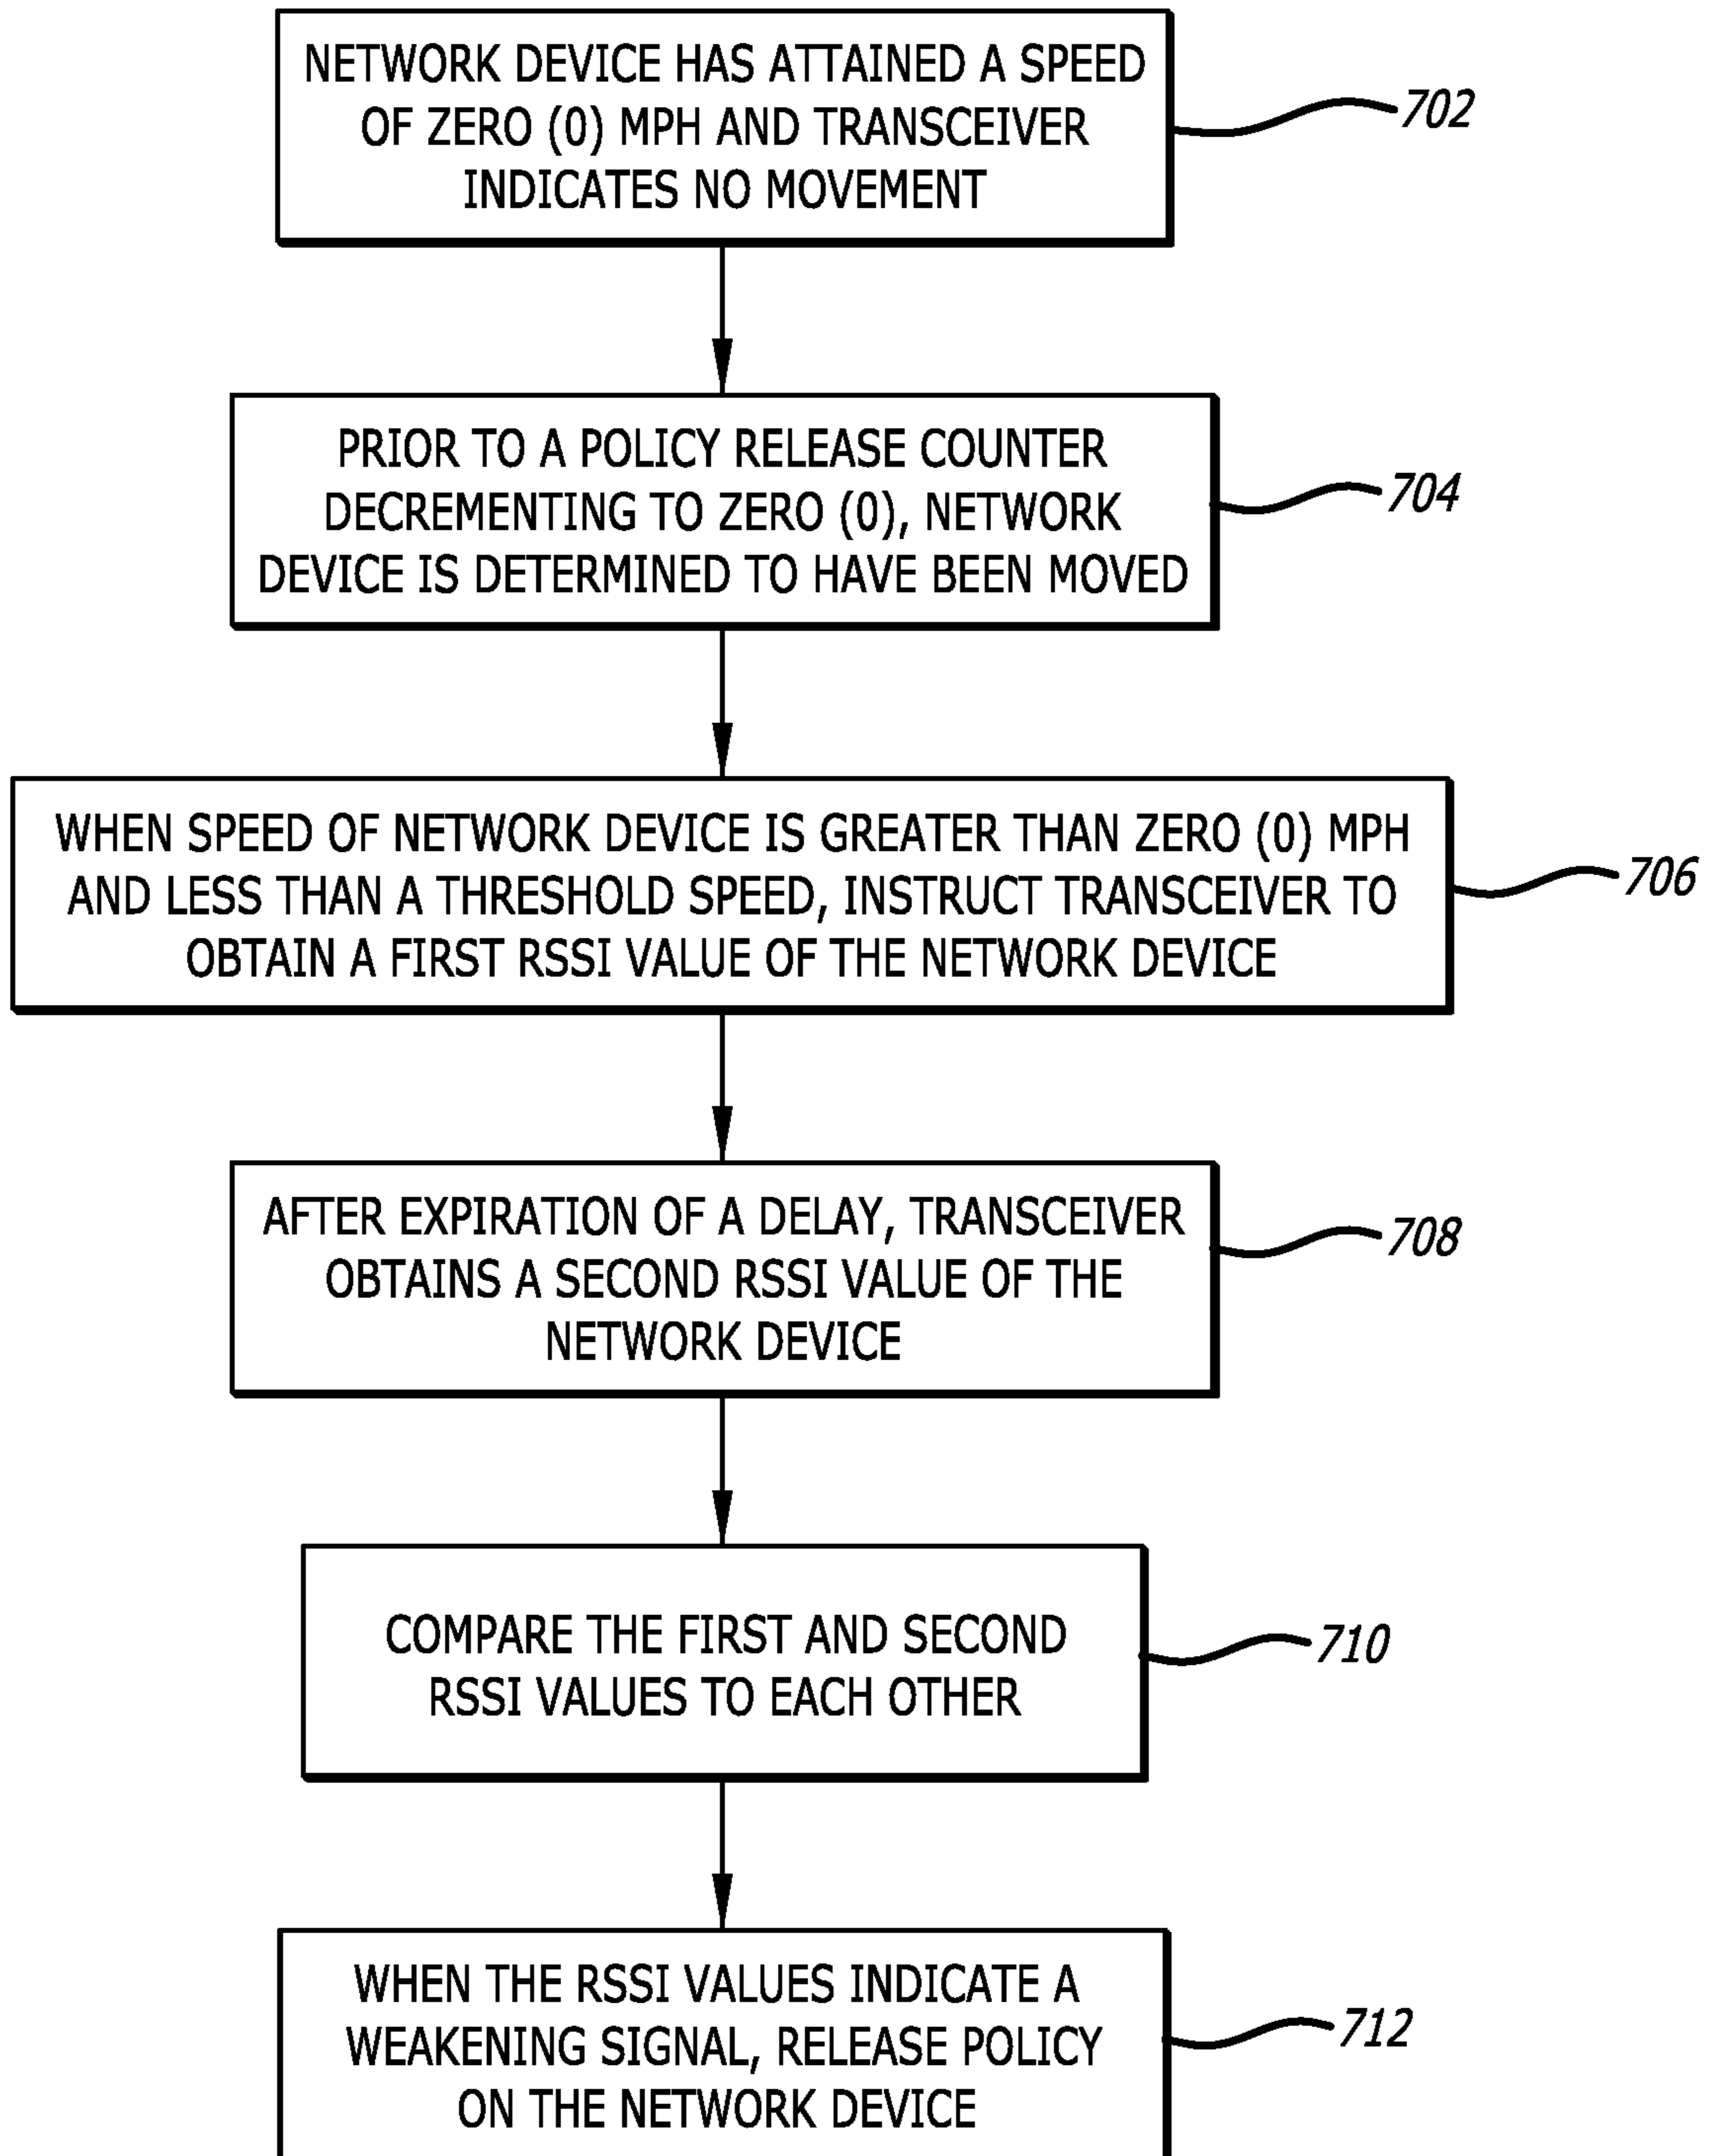 NETWORK DEVICE HAS ATTAINED A SPEED
OF ZERO (0) MPH AND TRANSCEIVER
INDICATES NO MOVEMENT
702
PRIOR TO A POLICY RELEASE COUNTER
DECREMENTING TO ZERO (0), NETWORK
DEVICE IS DETERMINED TO HAVE BEEN MOVED
704
WHEN SPEED OF NETWORK DEVICE IS GREATER THAN ZERO (0) MPH
AND LESS THAN A THRESHOLD SPEED, INSTRUCT TRANSCEIVER TO
OBTAIN A FIRST RSSI VALUE OF THE NETWORK DEVICE
706
AFTER EXPIRATION OF A DELAY, TRANSCEIVER
OBTAINS A SECOND RSSI VALUE OF THE
NETWORK DEVICE
708
COMPARE THE FIRST AND SECOND
RSSI VALUES TO EACH OTHER
710
WHEN THE RSSI VALUES INDICATE A
WEAKENING SIGNAL, RELEASE POLICY
ON THE NETWORK DEVICE
712